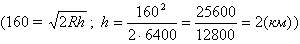 (160 = √2Rh ; h = 160² / 2·6400 = 25600 / 12800 = 2(км))